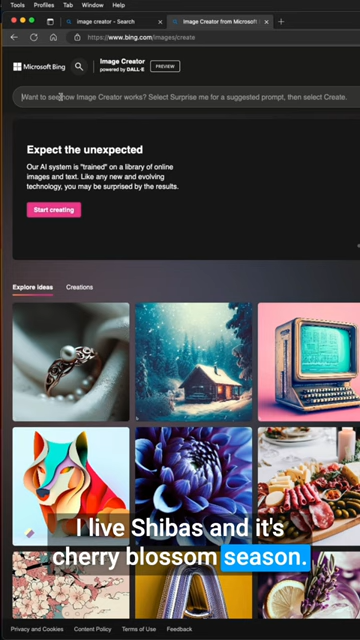 Tools Profiles Tab Window Help
image creator - Search
Image Creator from Microsoft
https://www.bing.com/images/create
Microsoft Bing
Image Creator
powered by DALL·E
PREVIEW
Want to see how Image Creator works? Select Surprise me for a suggested prompt, then select Create.
Expect the unexpected
Our AI system is "trained" on a library of online
images and text. Like any new and evolving
technology, you may be surprised by the results.
Start creating
Explore ideas Creations
I live Shibas and it's
cherry blossom season.
Privacy and Cookies Content Policy Terms of Use Feedback